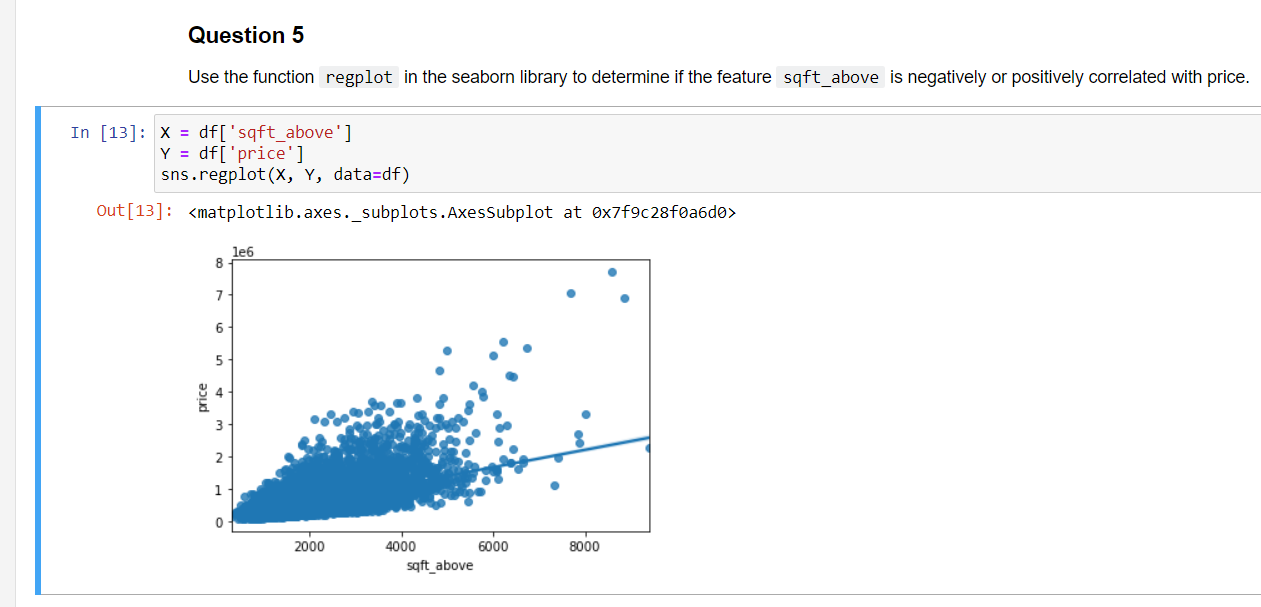 Question 5
Use the function regplot in the seaborn library to determine if the feature sqft_above is negatively or positively correlated with price.
In [13]: X = df['sqft_above']
Y = df['price']
sns.regplot(X, Y, data=df)
Out[13]: <matplotlib.axes._subplots.AxesSubplot at 0x7f9c28f0a6d0>
1e6
8
7
6
5
4
3
2
1
0
price
2000 4000 6000 8000
sqft_above